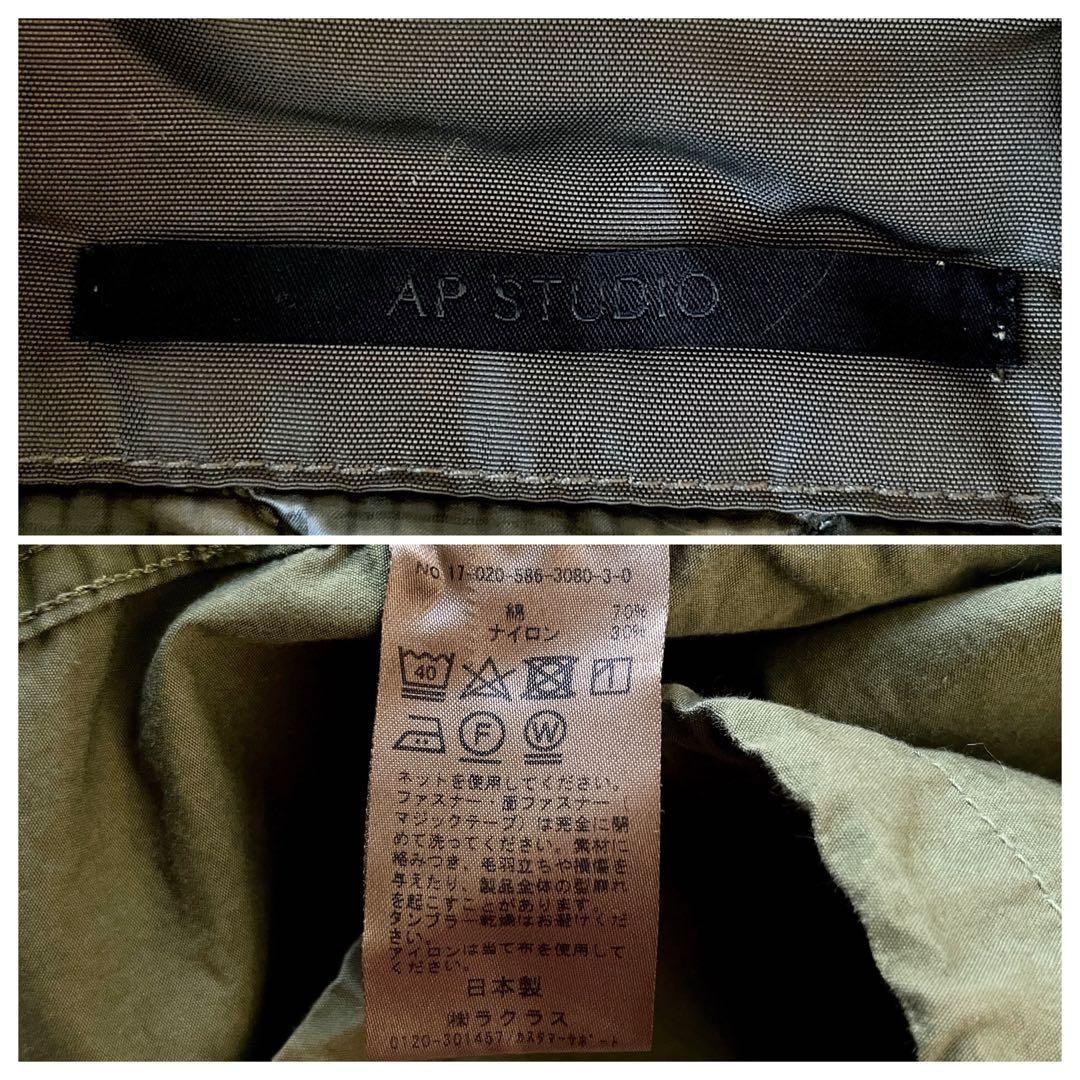 AP STUDIO
No 17-020-586-3080-3-0
綿 70%
ナイロン 30%
40
F
W
ネットを使用してください。
ファスナー・面ファスナー（
マジックテープ）は完全に閉
めて洗ってください。素材に
絡みつき、毛羽立ちや損傷を
与えたり、製品全体の型崩れ
を起こすことがあります
タンブラー乾燥はお避けくだ
さい。
アイロンは当て布を使用して
ください。
日本製
㈱ラクラス
0120-301457/カスタマーサポート